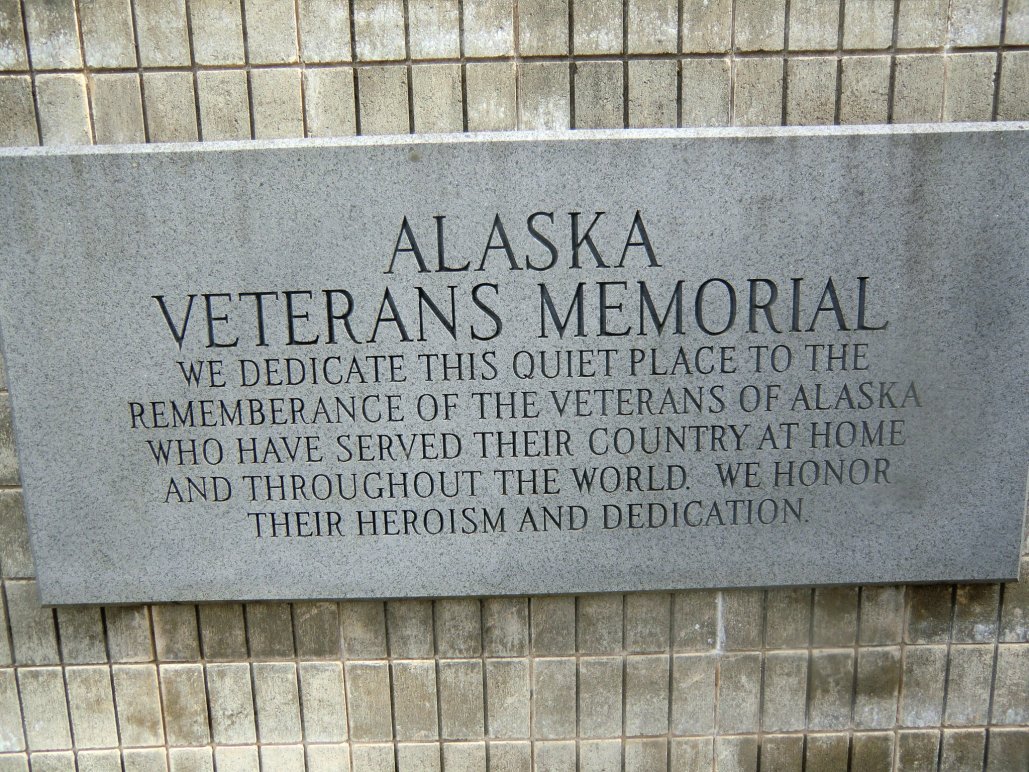 ALASKA
VETERANS MEMORIAL
WE DEDICATE THIS QUIET PLACE TO THE
REMEMBERANCE OF THE VETERANS OF ALASKA
WHO HAVE SERVED THEIR COUNTRY AT HOME
AND THROUGHOUT THE WORLD. WE HONOR
THEIR HEROISM AND DEDICATION.